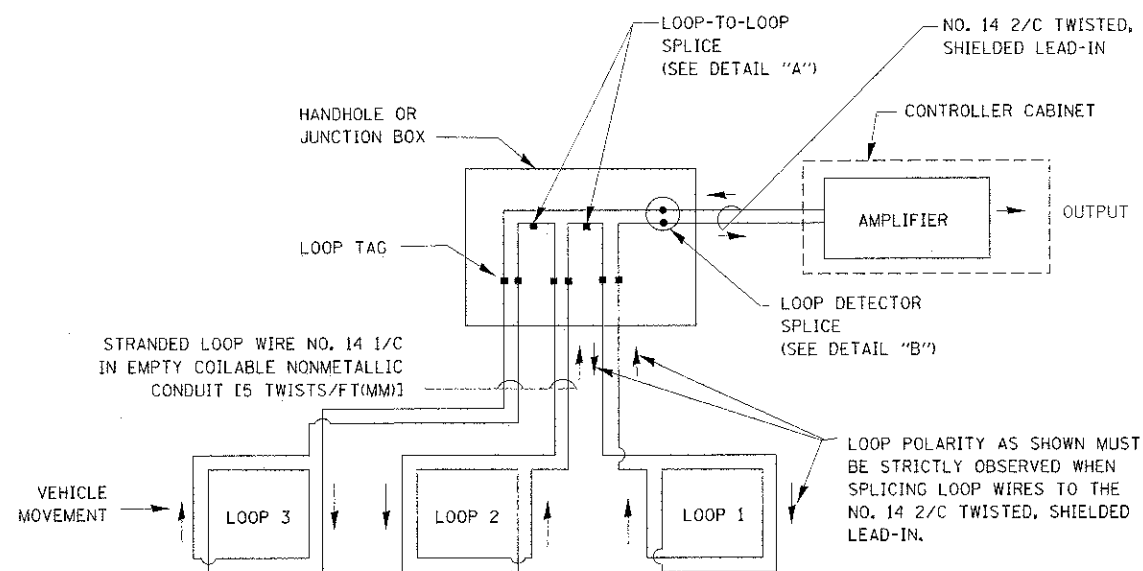 LOOP-TO-LOOP
SPLICE
(SEE DETAIL "A")
NO. 14 2/C TWISTED,
SHIELDED LEAD-IN
HANDHOLE OR
JUNCTION BOX
CONTROLLER CABINET
AMPLIFIER
OUTPUT
LOOP TAG
LOOP DETECTOR
SPLICE
(SEE DETAIL "B")
STRANDED LOOP WIRE NO. 14 1/C
IN EMPTY COILABLE NONMETALLIC
CONDUIT [5 TWISTS/FT(MM)]
LOOP POLARITY AS SHOWN MUST
BE STRICTLY OBSERVED WHEN
SPLICING LOOP WIRES TO THE
NO. 14 2/C TWISTED, SHIELDED
LEAD-IN.
VEHICLE
MOVEMENT
LOOP 3
LOOP 2
LOOP 1